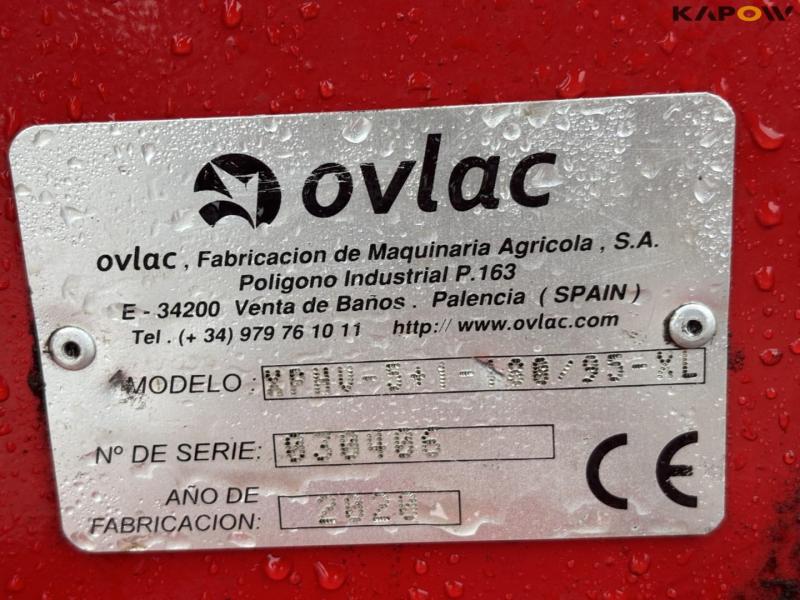 KAPOW
ovlac
ovlac, Fabricacion de Maquinaria Agricola, S.A.
Poligono Industrial P.163
E - 34200 Venta de Baños. Palencia (SPAIN)
Tel. (+ 34) 979 76 10 11 http://www.ovlac.com
MODELO: XPHV-5+1-100/95-XL
Nº DE SERIE: 030406
AÑO DE
FABRICACION: 2020
CE